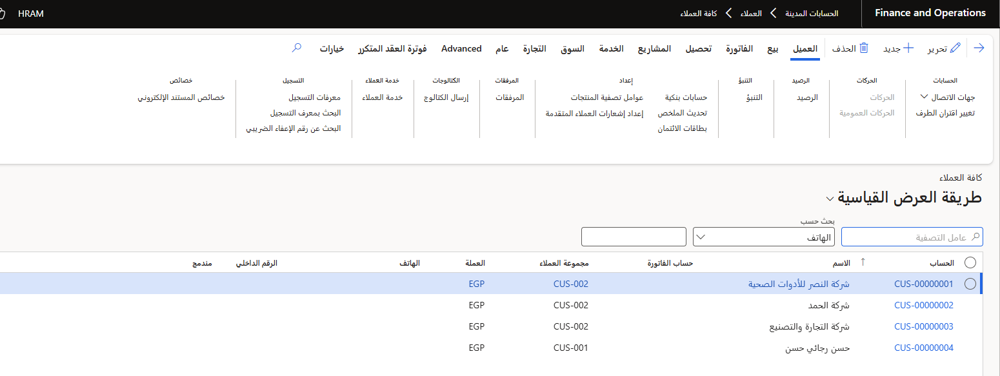 Finance and Operations
الحسابات المدينة
العملاء
كافة العملاء
HRAM
تحرير
جديد
الحذف
العميل
بيع
الفاتورة
تحصيل
المشاريع
الخدمة
السوق
التجارة
عام
Advanced
فوترة العقد المتكرر
خيارات
الحسابات
جهات الاتصال
تغيير اقتران الطرف
الحركات
الحركات
الحركات العمومية
الرصيد
الرصيد
التنبؤ
التنبؤ
إعداد
حسابات بنكية
تحديث الملخص
بطاقات الائتمان
عوامل تصفية المنتجات
إعداد إشعارات العملاء المتقدمة
المرفقات
المرفقات
الكتالوجات
إرسال الكتالوج
خدمة العملاء
خدمة العملاء
التسجيل
معرفات التسجيل
البحث بمعرف التسجيل
البحث عن رقم الإعفاء الضريبي
خصائص
خصائص المستند الإلكتروني
كافة العملاء
طريقة العرض القياسية
بحث حسب
عامل التصفية
الهاتف
الحساب الاسم حساب الفاتورة مجموعة العملاء العملة الهاتف الرقم الداخلي مندمج
CUS-00000001 شركة النصر للأدوات الصحية CUS-002 EGP
CUS-00000002 شركة الحمد CUS-002 EGP
CUS-00000003 شركة التجارة والتصنيع CUS-002 EGP
CUS-00000004 حسن رجائي حسن CUS-001 EGP